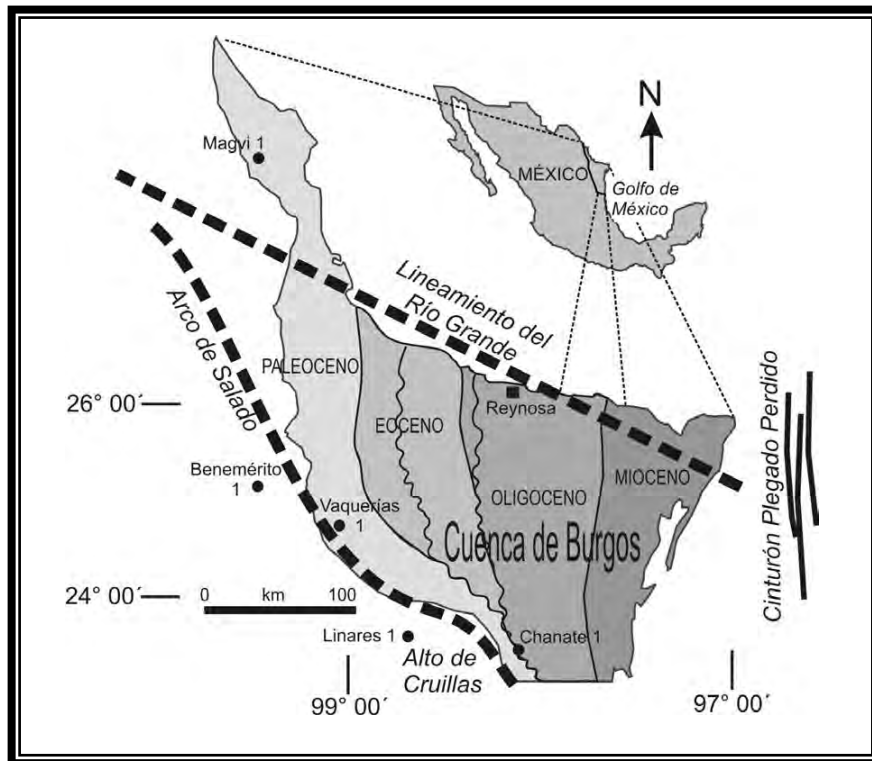 N
Magvi 1
MÉXICO
Golfo de
México
Lineamiento del
Río Grande
Arco de Salado
PALEOCENO
26° 00´
Reynosa
EOCENO
MIOCENO
Cinturón Plegado Perdido
Benemérito
1
Vaquerías
1
OLIGOCENO
Cuenca de Burgos
0 km 100
24° 00´
Linares 1
Chanate 1
Alto de
Cruillas
99° 00´
97° 00´